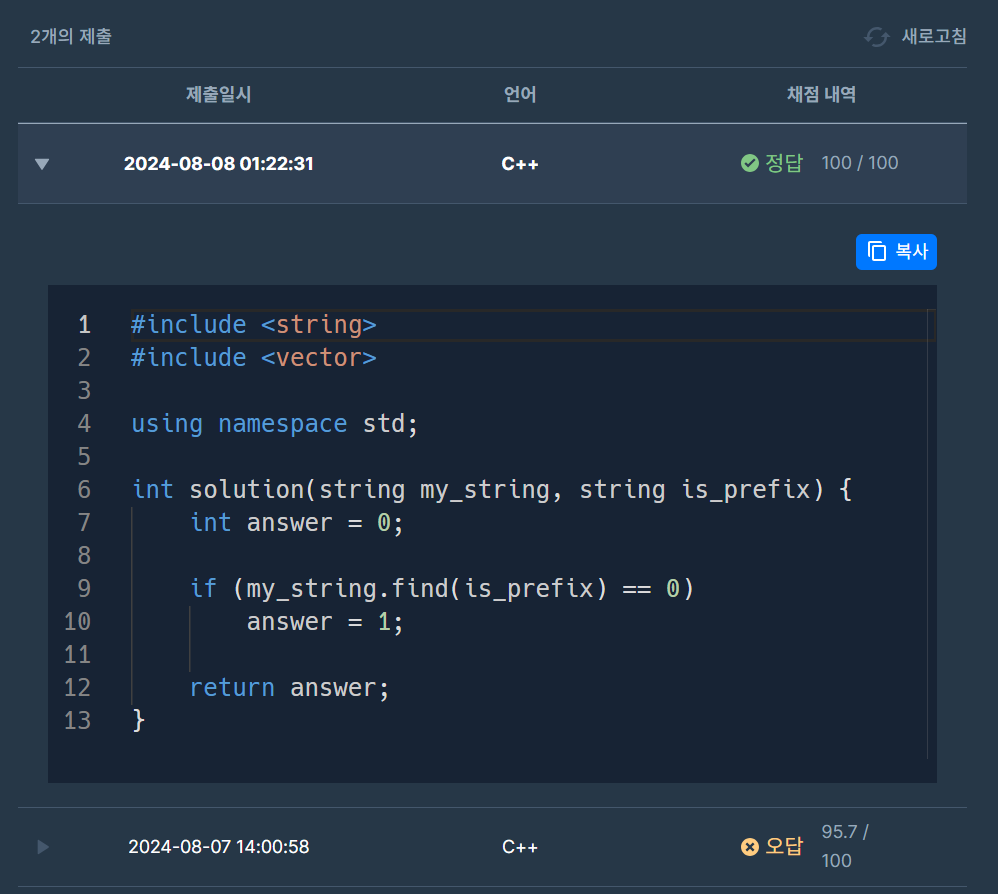 2개의 제출 새로고침
제출일시 언어 채점 내역
2024-08-08 01:22:31 C++ 정답 100 / 100
복사
1 #include <string>
2 #include <vector>
3
4 using namespace std;
5
6 int solution(string my_string, string is_prefix) {
7     int answer = 0;
8
9     if (my_string.find(is_prefix) == 0)
10         answer = 1;
11
12     return answer;
13 }
2024-08-07 14:00:58 C++ 오답 95.7 /
100